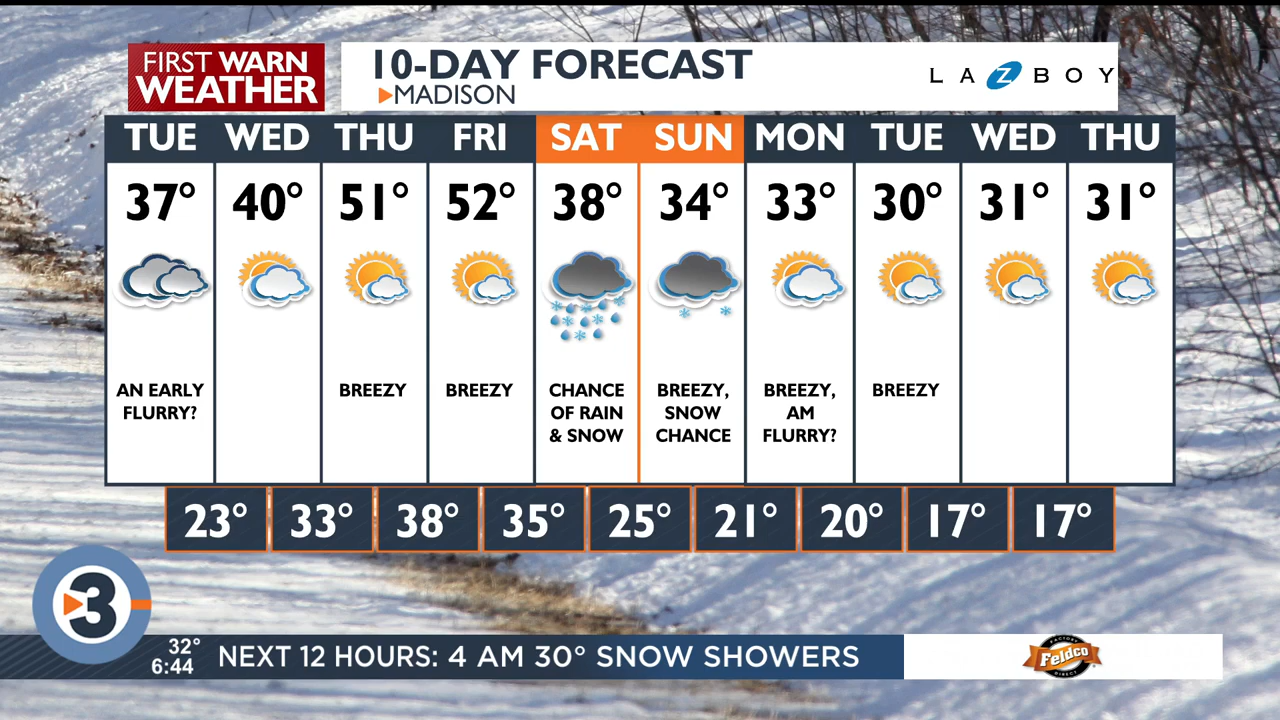 FIRST WARN
WEATHER
10-DAY FORECAST
MADISON
LA Z BOY
TUE WED THU FRI SAT SUN MON TUE WED THU
37° 40° 51° 52° 38° 34° 33° 30° 31° 31°
AN EARLY
FLURRY?
BREEZY
BREEZY
CHANCE
OF RAIN
& SNOW
BREEZY,
SNOW
CHANCE
BREEZY,
AM
FLURRY?
BREEZY
23° 33° 38° 35° 25° 21° 20° 17° 17°
3
32°
6:44
NEXT 12 HOURS: 4 AM 30° SNOW SHOWERS
FACTORY
Feldco
DIRECT